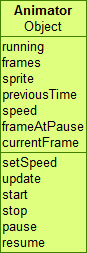 Animator
Object
running
frames
sprite
previousTime
speed
frameAtPause
currentFrame
setSpeed
update
start
stop
pause
resume